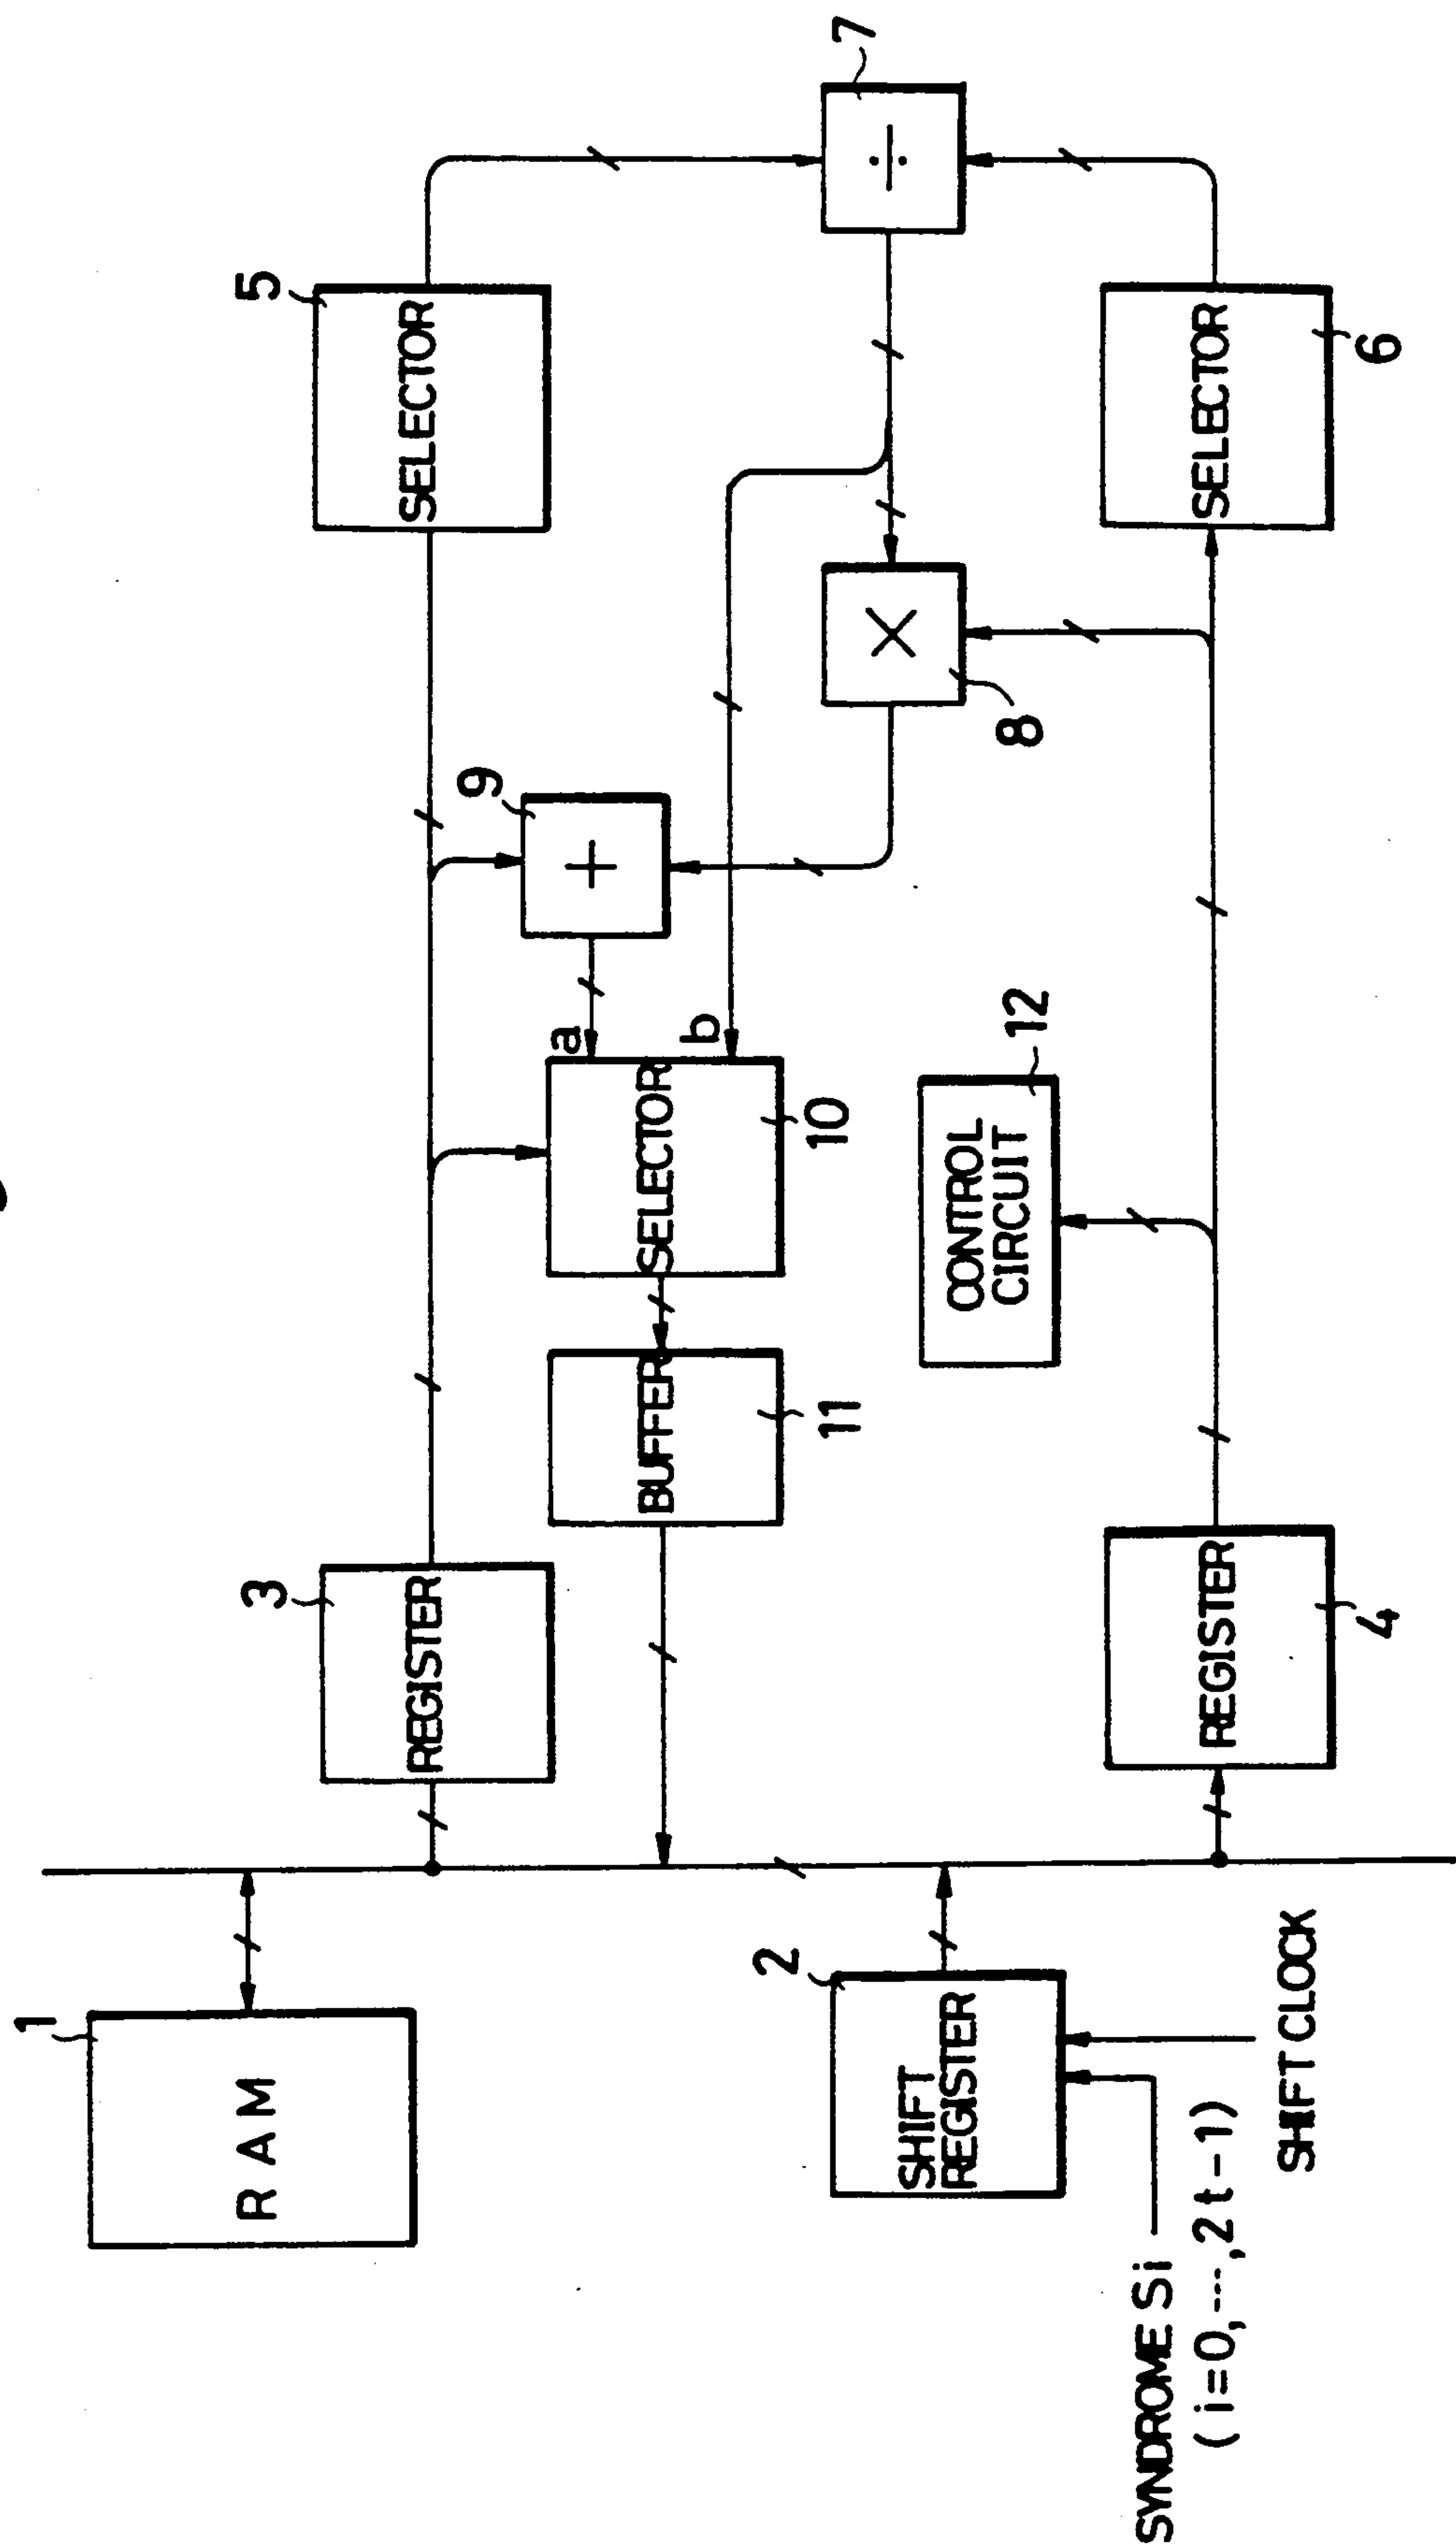 1
RAM
2
SHIFT
REGISTER
SYNDROME Si
(i=0,---,2t-1)
SHIFT CLOCK
3
REGISTER
REGISTER
4
BUFFER
11
SELECTOR
10
a
b
CONTROL
CIRCUIT
12
9
+
×
8
5
SELECTOR
SELECTOR
6
÷
7